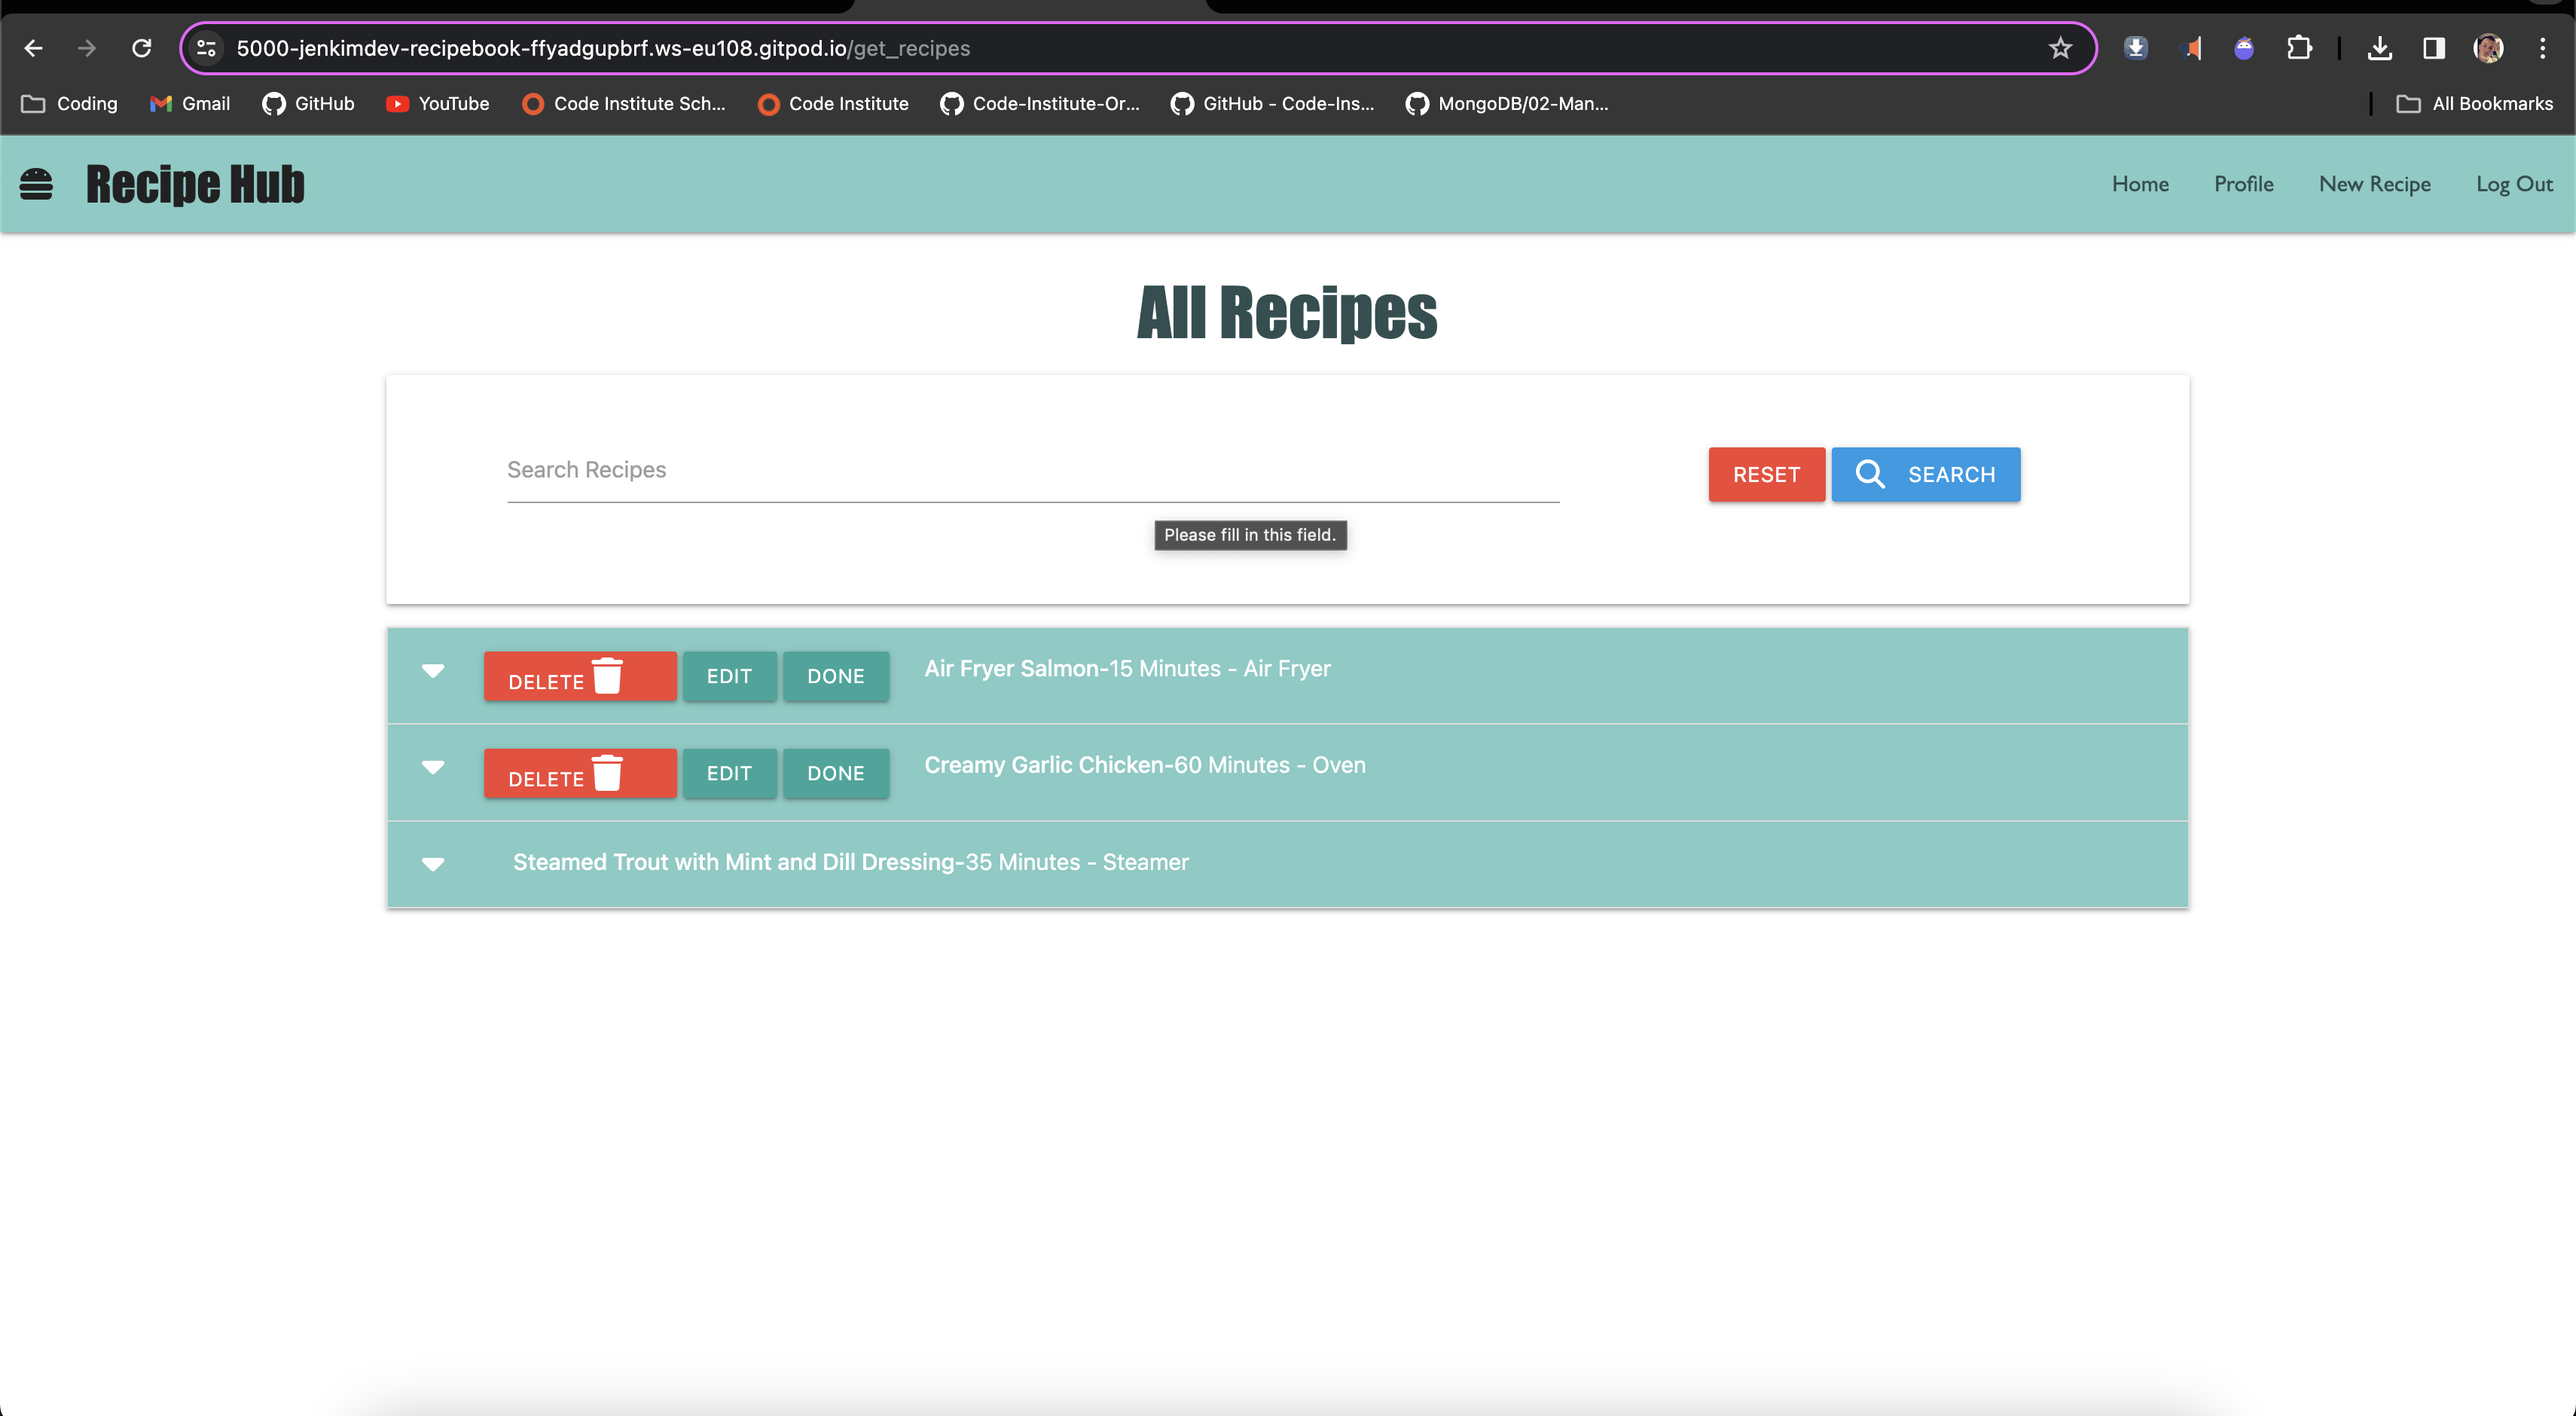 5000-jenkimdev-recipebook-ffyadgupbrf.ws-eu108.gitpod.io/get_recipes
Coding Gmail GitHub YouTube Code Institute Sch... Code Institute Code-Institute-Or... GitHub - Code-Ins... MongoDB/02-Man... All Bookmarks
Recipe Hub Home Profile New Recipe Log Out
All Recipes
Search Recipes RESET SEARCH
Please fill in this field.
DELETE EDIT DONE Air Fryer Salmon-15 Minutes - Air Fryer
DELETE EDIT DONE Creamy Garlic Chicken-60 Minutes - Oven
Steamed Trout with Mint and Dill Dressing-35 Minutes - Steamer